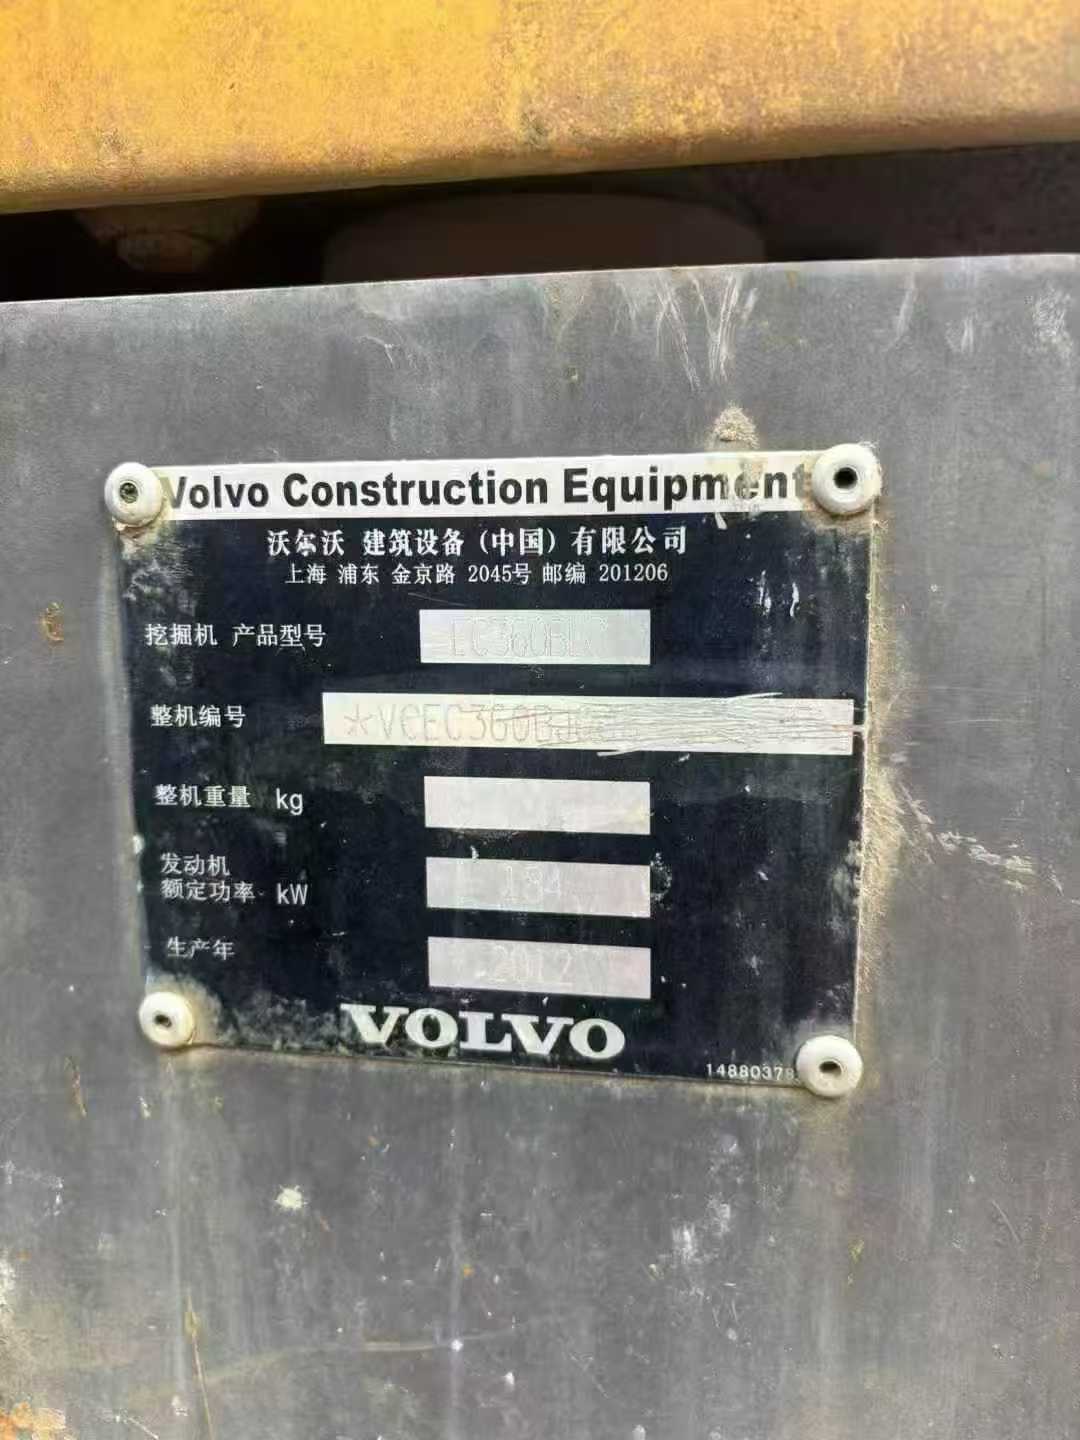 Volvo Construction Equipment
沃尔沃 建筑设备（中国）有限公司
上海 浦东 金京路 2045号 邮编 201206
挖掘机 产品型号 EC360BLC
整机编号
整机重量 kg
发动机
额定功率 kW 184
生产年 2012
VOLVO